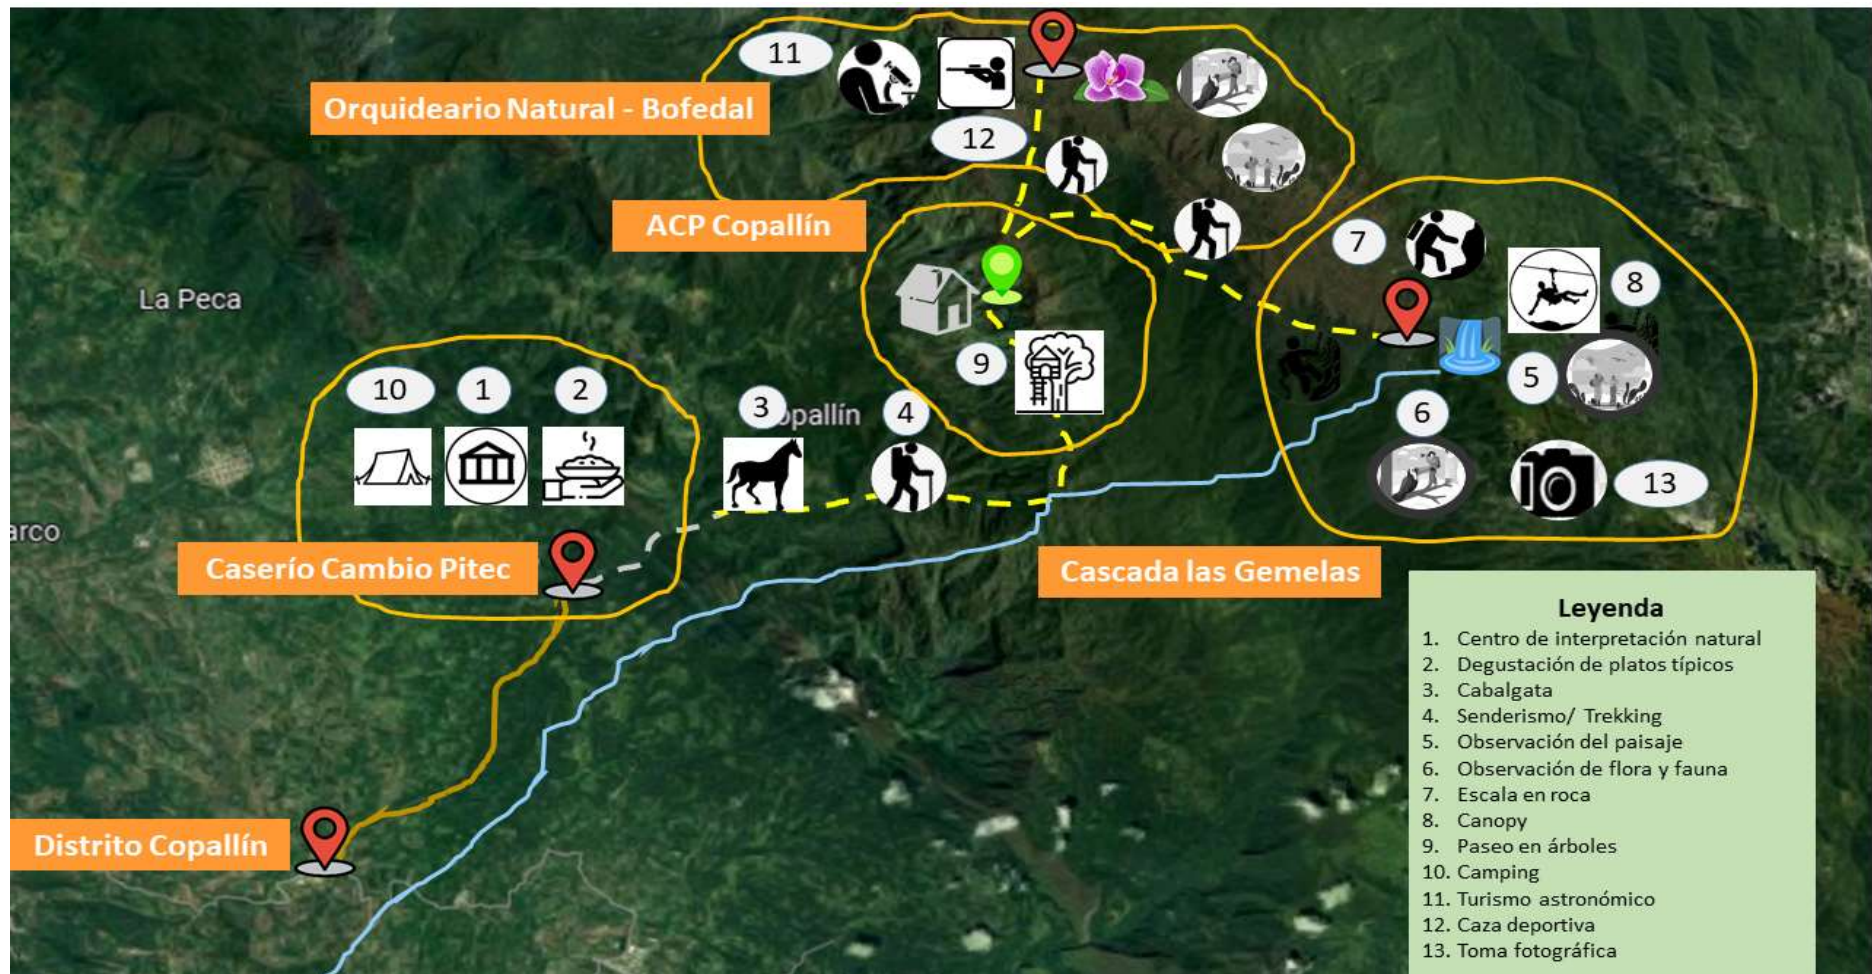 11
Orquideario Natural - Bofedal
12
ACP Copallín
7
8
La Peca
9
5
10
1
2
3
opallín
4
6
13
arco
Caserío Cambio Pitec
Cascada las Gemelas
Distrito Copallín
Leyenda
1. Centro de interpretación natural
2. Degustación de platos típicos
3. Cabalgata
4. Senderismo/ Trekking
5. Observación del paisaje
6. Observación de flora y fauna
7. Escala en roca
8. Canopy
9. Paseo en árboles
10. Camping
11. Turismo astronómico
12. Caza deportiva
13. Toma fotográfica